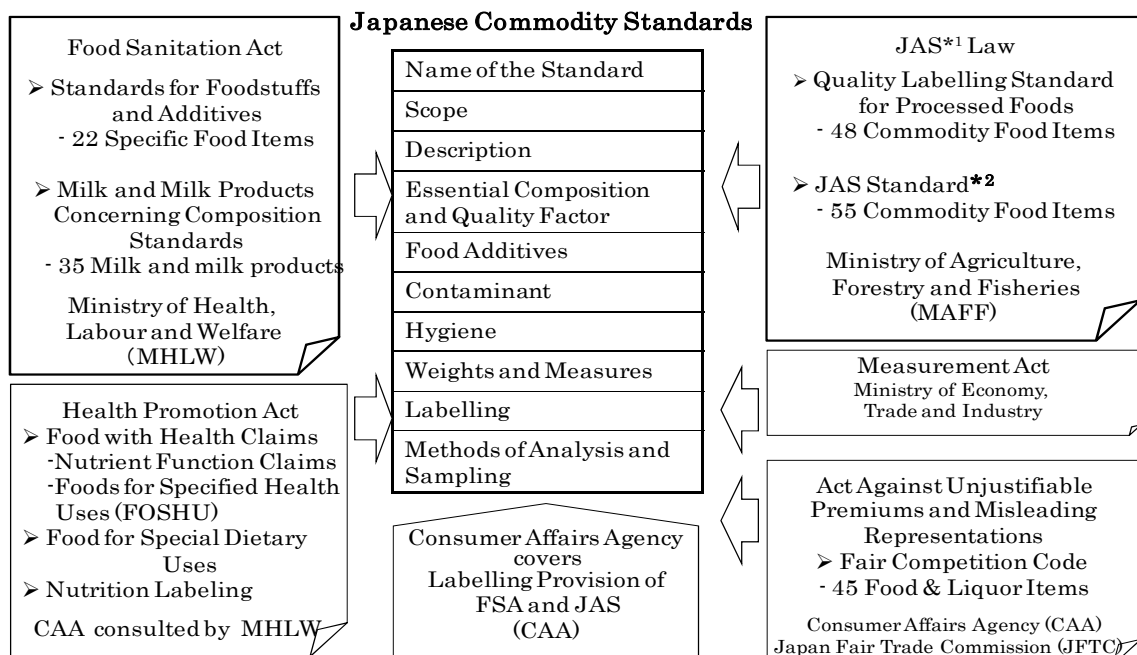 Japanese Commodity Standards
Food Sanitation Act
➢ Standards for Foodstuffs
and Additives
- 22 Specific Food Items
➢ Milk and Milk Products
Concerning Composition
Standards
- 35 Milk and milk products
Ministry of Health,
Labour and Welfare
(MHLW)
Health Promotion Act
➢ Food with Health Claims
-Nutrient Function Claims
-Foods for Specified Health
Uses (FOSHU)
➢ Food for Special Dietary
Uses
➢ Nutrition Labeling
CAA consulted by MHLW
Name of the Standard
Scope
Description
Essential Composition
and Quality Factor
Food Additives
Contaminant
Hygiene
Weights and Measures
Labelling
Methods of Analysis and
Sampling
Consumer Affairs Agency
covers
Labelling Provision of
FSA and JAS
(CAA)
JAS*1 Law
➢ Quality Labelling Standard
for Processed Foods
- 48 Commodity Food Items
➢ JAS Standard*2
- 55 Commodity Food Items
Ministry of Agriculture,
Forestry and Fisheries
(MAFF)
Measurement Act
Ministry of Economy,
Trade and Industry
Act Against Unjustifiable
Premiums and Misleading
Representations
➢ Fair Competition Code
- 45 Food & Liquor Items
Consumer Affairs Agency (CAA)
Japan Fair Trade Commission (JFTC)